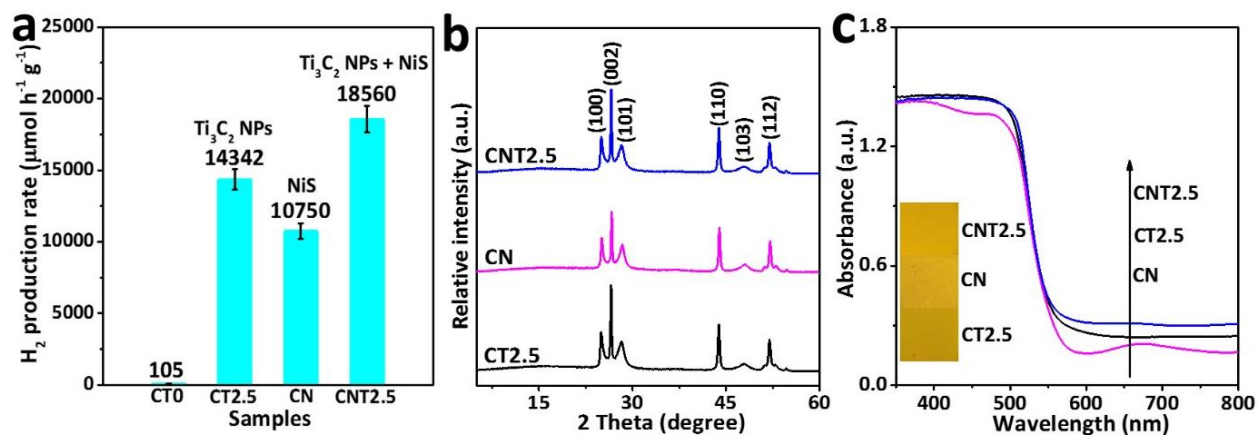 a
25000
20000
15000
10000
5000
0
H₂ production rate (μmol h⁻¹ g⁻¹)
105
Ti₃C₂ NPs
14342
NiS
10750
Ti₃C₂ NPs + NiS
18560
CT0
CT2.5
CN
CNT2.5
Samples
b
Relative intensity (a.u.)
(100)
(002)
(101)
(110)
(103)
(112)
CNT2.5
CN
CT2.5
15
30
45
60
2 Theta (degree)
c
1.8
1.2
0.6
0.0
Absorbance (a.u.)
CNT2.5
CN
CT2.5
CNT2.5
CT2.5
CN
400
500
600
700
800
Wavelength (nm)